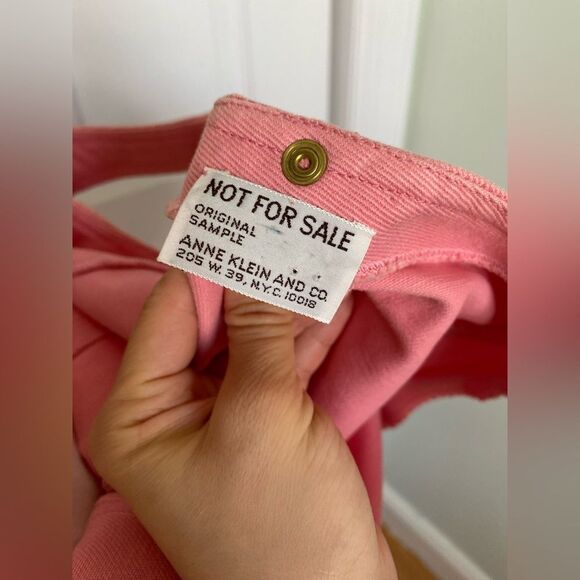 NOT FOR SALE
ORIGINAL
SAMPLE
ANNE KLEIN AND CO.
205 W. 39, N.Y.C. 10018